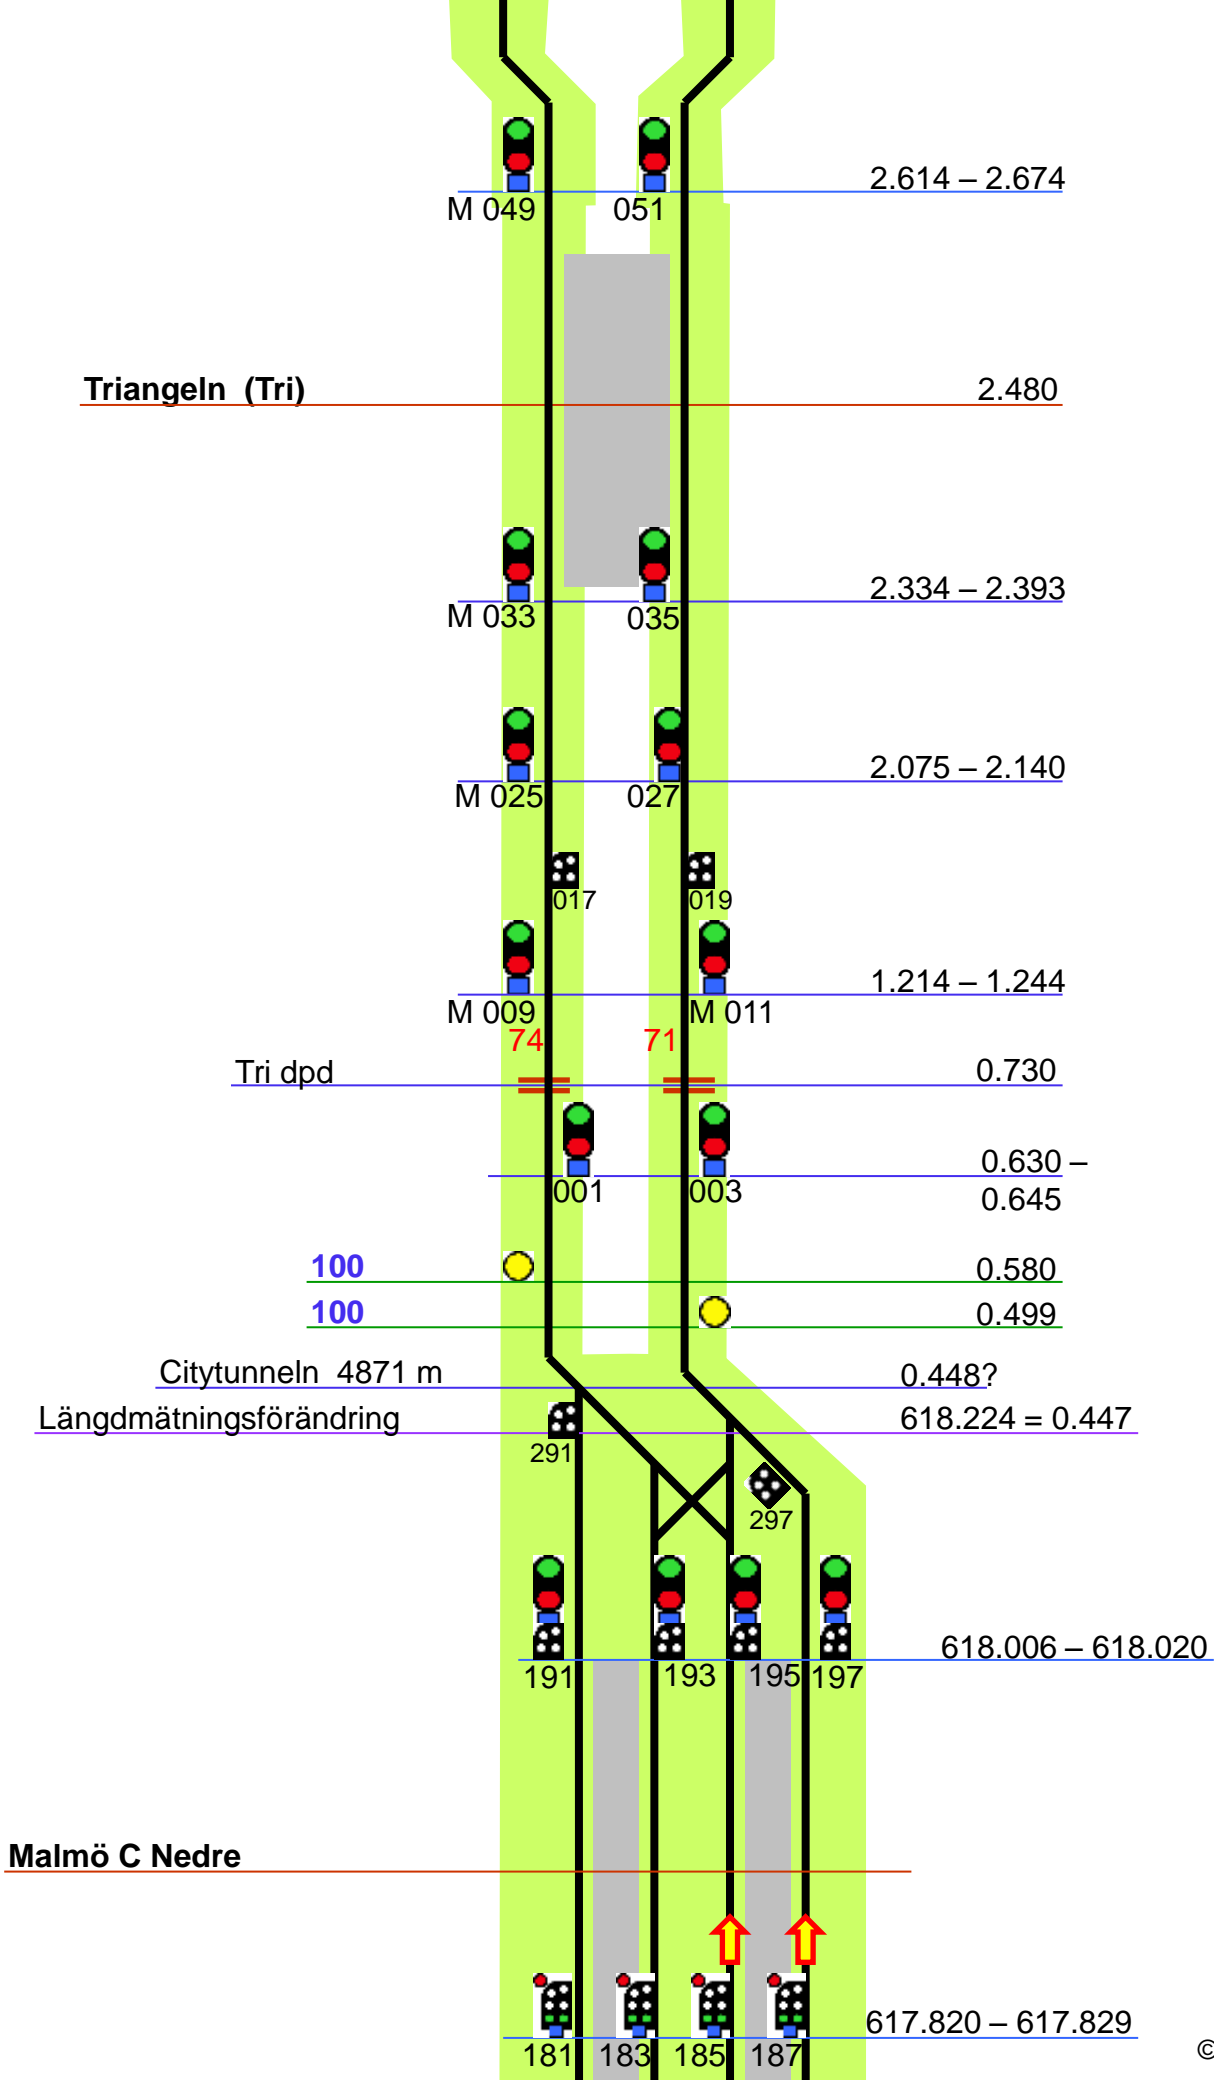 2.614 – 2.674
M 049 051
Triangeln (Tri) 2.480
2.334 – 2.393
M 033 035
2.075 – 2.140
M 025 027
017 019
1.214 – 1.244
M 009 M 011
74 71
Tri dpd 0.730
0.630 –
001 003 0.645
100 0.580
100 0.499
Citytunneln 4871 m 0.448?
Längdmätningsförändring 618.224 = 0.447
291
297
618.006 – 618.020
191 193 195 197
Malmö C Nedre
617.820 – 617.829
181 183 185 187
©